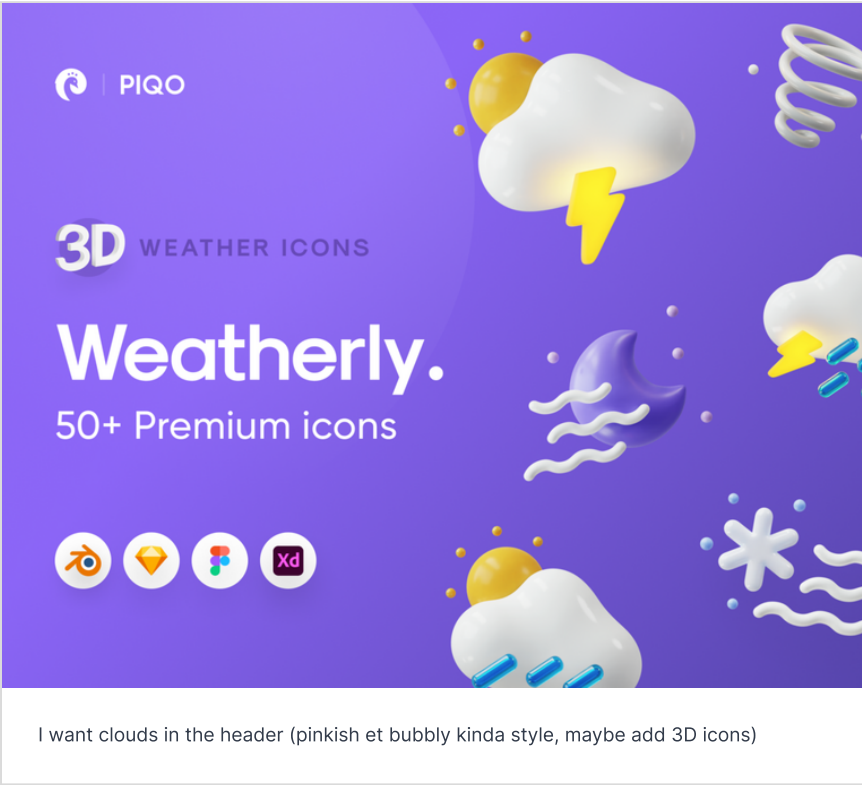 PIQO
3D WEATHER ICONS
Weatherly.
50+ Premium icons
Xd
I want clouds in the header (pinkish et bubbly kinda style, maybe add 3D icons)